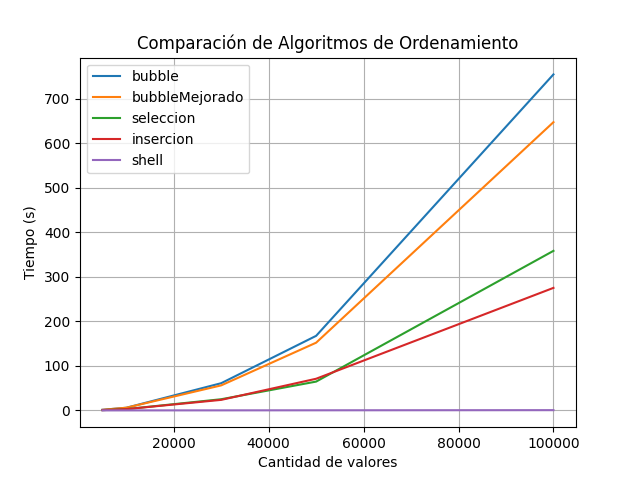 Comparación de Algoritmos de Ordenamiento
bubble
bubbleMejorado
seleccion
insercion
shell
Tiempo (s)
700
600
500
400
300
200
100
0
20000 40000 60000 80000 100000
Cantidad de valores